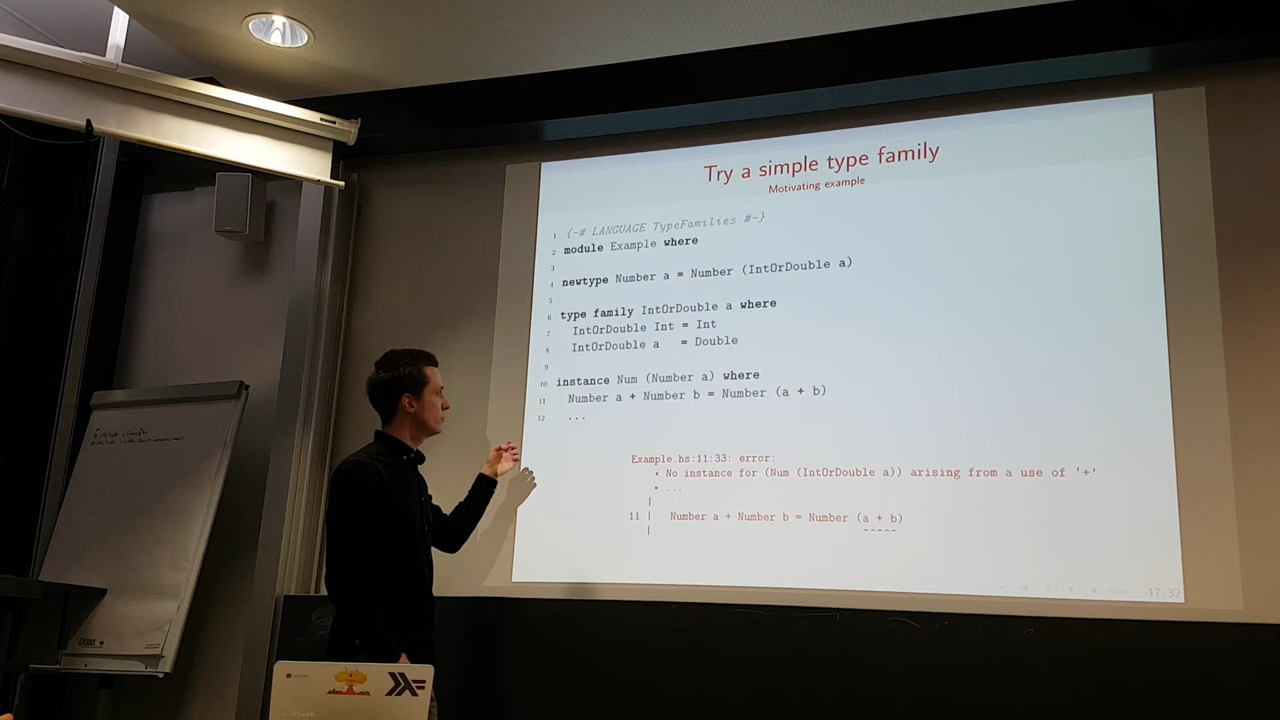 Try a simple type family
Motivating example
1 {-# LANGUAGE TypeFamilies #-}
2 module Example where
3
4 newtype Number a = Number (IntOrDouble a)
5
6 type family IntOrDouble a where
7 IntOrDouble Int = Int
8 IntOrDouble a = Double
9
10 instance Num (Number a) where
11 Number a + Number b = Number (a + b)
12 ...
Example.hs:11:33: error:
• No instance for (Num (IntOrDouble a)) arising from a use of ‘+’
• ...
|
11 | Number a + Number b = Number (a + b)
| ^^^^^
17/32